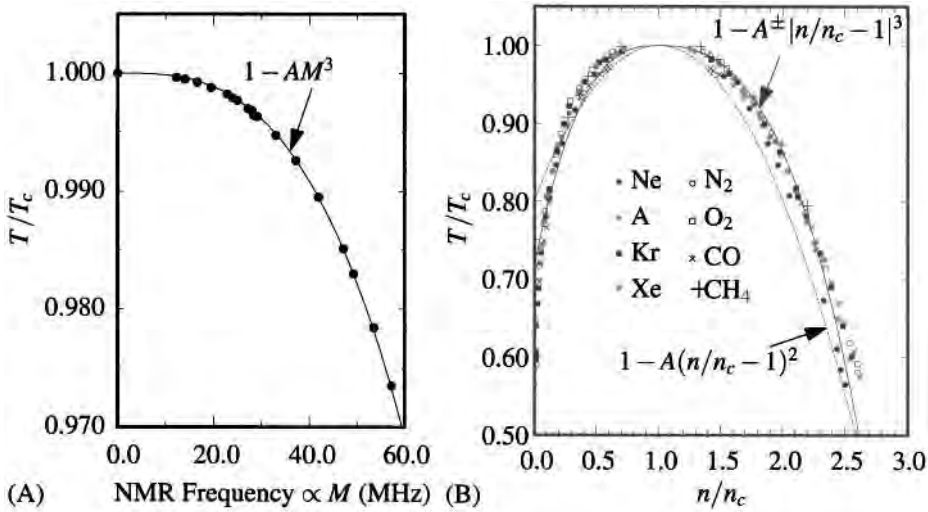 1.000
0.990
0.980
0.970
T/T_c
1 − AM³
0.0 20.0 40.0 60.0
(A) NMR Frequency ∝ M (MHz)
1.00
0.90
0.80
0.70
0.60
0.50
T/T_c
1 − A^±|n/n_c − 1|³
Ne N₂
A O₂
Kr CO
Xe CH₄
1 − A(n/n_c − 1)²
0.0 0.5 1.0 1.5 2.0 2.5 3.0
(B) n/n_c